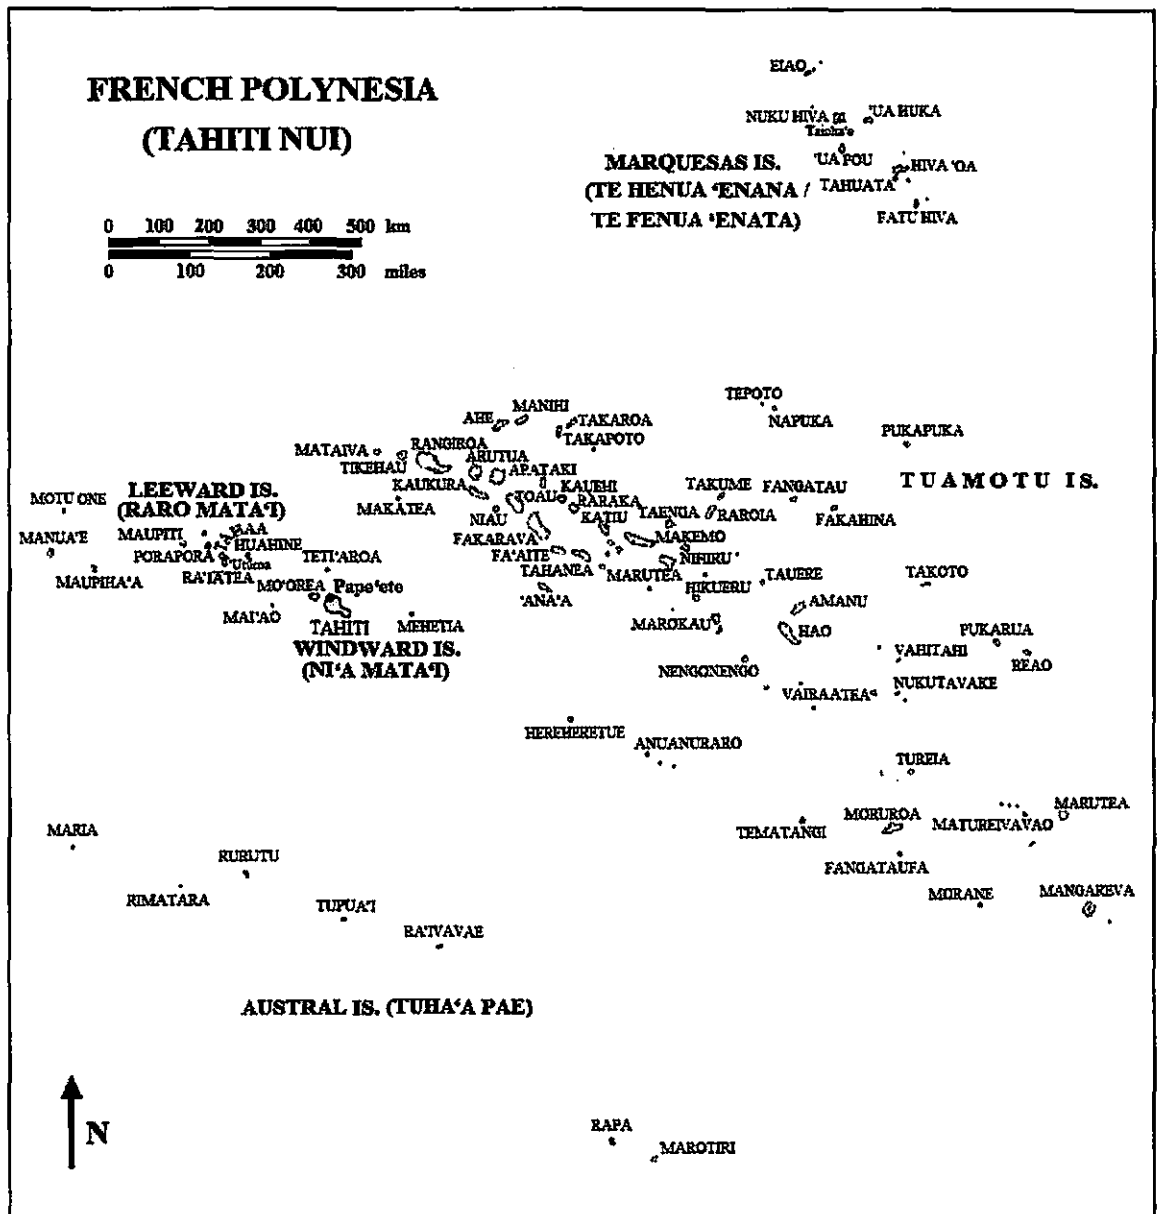 FRENCH POLYNESIA
(TAHITI NUI)
0 100 200 300 400 500 km
0 100 200 300 miles
EIAO
NUKU HIVA
Taioha'e
'UA HUKA
'UA POU
HIVA 'OA
TAHUATA
FATU HIVA
MARQUESAS IS.
(TE HENUA 'ENANA /
TE FENUA 'ENATA)
TEPOTO
NAPUKA
PUKAPUKA
TUAMOTU IS.
MANIHI
AHE
TAKAROA
TAKAPOTO
MATAIVA
RANGIROA
TIKEHAU
ARUTUA
APATAKI
KAUKURA
TOAU
KAUEHI
RARAKA
MAKATEA
NIAU
KATIU
TAENGA
TAKUME
FANGATAU
RAROIA
FAKAHINA
FAKARAVA
MAKEMO
FA'AITE
NIHIRU
TAHANEA
MARUTEA
HIKUERU
TAUERE
TAKOTO
'ANA'A
AMANU
MAROKAU
HAO
PUKARUA
VAHITAHI
REAO
NENGONENGO
VAIRAATEA
NUKUTAVAKE
LEEWARD IS.
(RARO MATA'I)
MOTU ONE
MANUA'E
MAUPITI
HUAHINE
PORAPORA
MAUPIHA'A
RA'IATEA
TETI'AROA
MO'OREA
Pape'ete
MAI'AO
TAHITI
MEHETIA
WINDWARD IS.
(NI'A MATA'I)
HEREHERETUE
ANUANURARO
TUREIA
MORUROA
TEMATANGI
MATUREIVAVAO
MARUTEA
FANGATAUFA
MORANE
MANGAREVA
MARIA
RURUTU
RIMATARA
TUPUA'I
RA'IVAVAE
AUSTRAL IS. (TUHA'A PAE)
N
RAPA
MAROTIRI